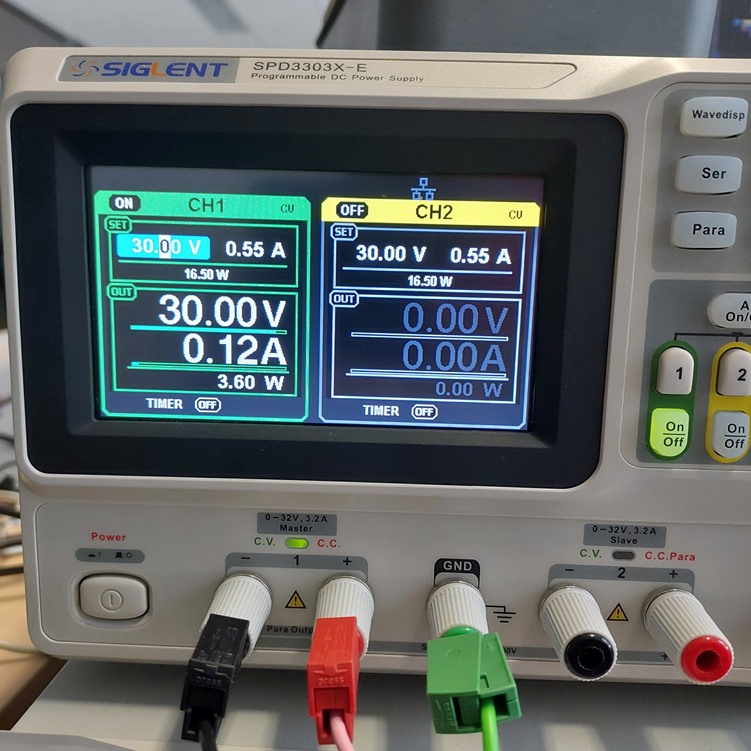 SIGLENT SPD3303X-E
Programmable DC Power Supply
Wavedisp
Ser
Para
ON CH1 CV
SET
30.00 V 0.55 A
16.50 W
OUT
30.00V
0.12A
3.60 W
TIMER OFF
OFF CH2 CV
SET
30.00 V 0.55 A
16.50 W
OUT
0.00V
0.00A
0.00 W
TIMER OFF
1
2
On
Off
On
Off
Power
0-32V, 3.2A
Master
C.V. C.C.
− 1 +
GND
0-32V, 3.2A
Slave
C.V. C.C.Para
− 2 +
press
press